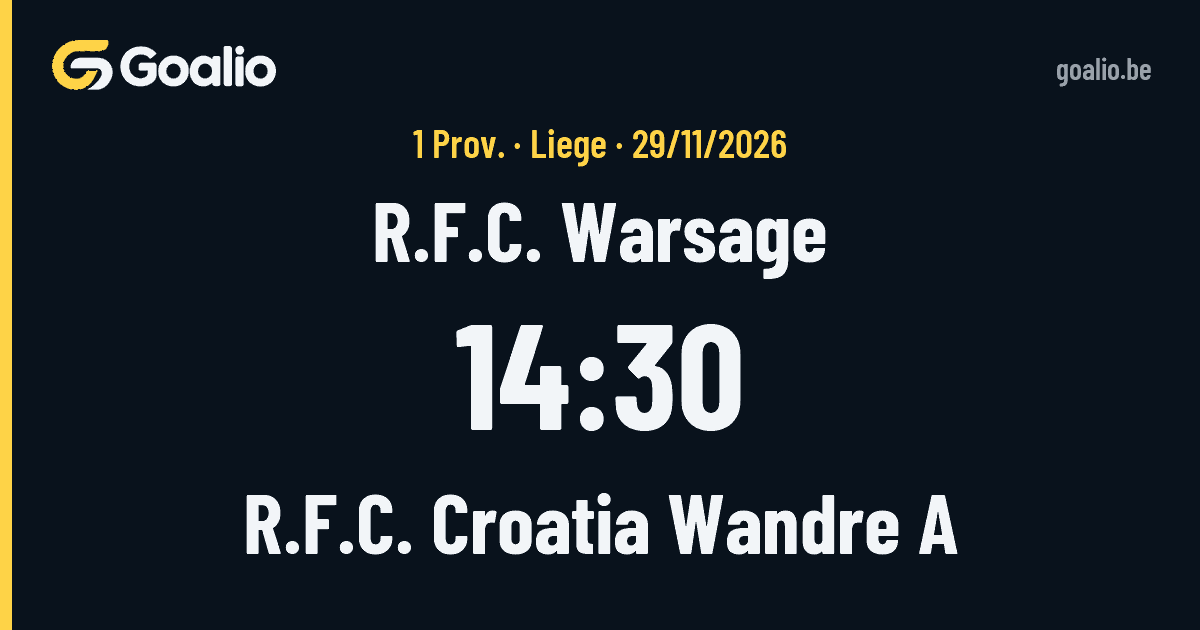 Goalio
goalio.be
1 Prov. · Liege · 29/11/2026
R.F.C. Warsage
14:30
R.F.C. Croatia Wandre A